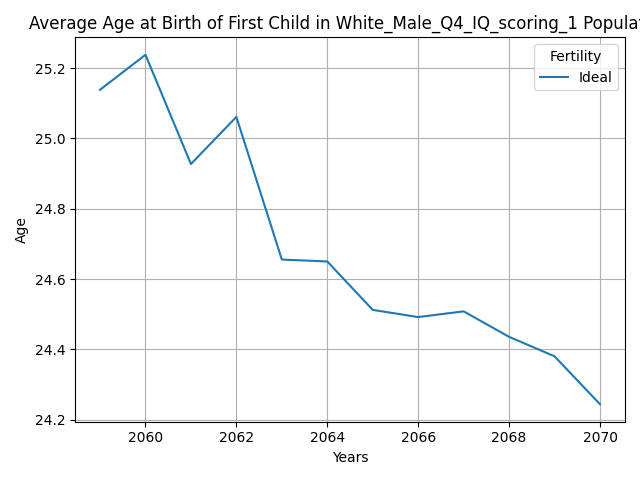 Average Age at Birth of First Child in White_Male_Q4_IQ_scoring_1 Populat
Fertility
Ideal
25.2
25.0
24.8
24.6
24.4
24.2
Age
2060 2062 2064 2066 2068 2070
Years